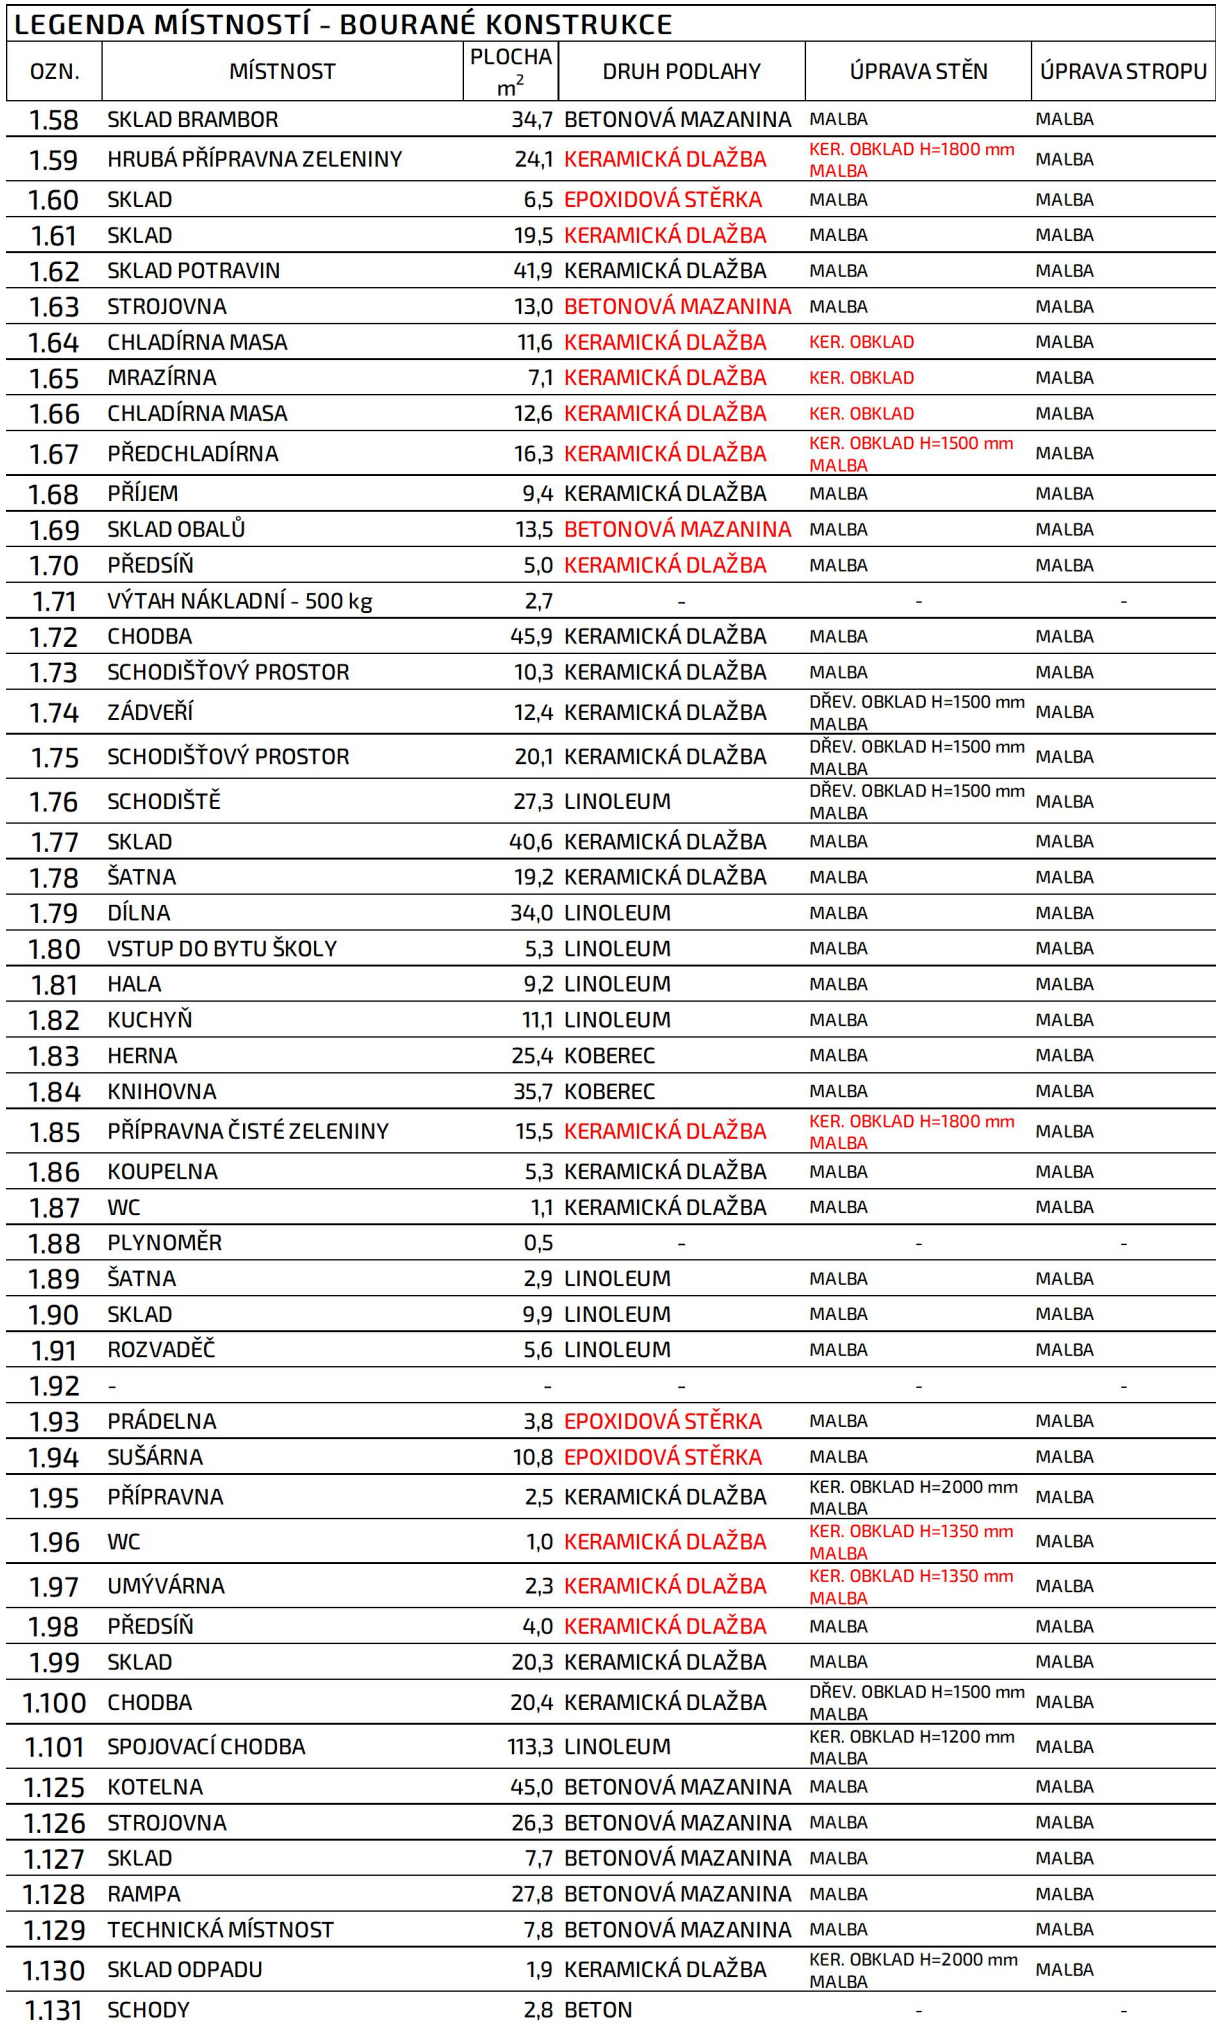 LEGENDA MÍSTNOSTÍ - BOURANÉ KONSTRUKCE
OZN. MÍSTNOST PLOCHA m² DRUH PODLAHY ÚPRAVA STĚN ÚPRAVA STROPU
1.58 SKLAD BRAMBOR 34,7 BETONOVÁ MAZANINA MALBA MALBA
1.59 HRUBÁ PŘÍPRAVNA ZELENINY 24,1 KERAMICKÁ DLAŽBA KER. OBKLAD H=1800 mm MALBA MALBA
1.60 SKLAD 6,5 EPOXIDOVÁ STĚRKA MALBA MALBA
1.61 SKLAD 19,5 KERAMICKÁ DLAŽBA MALBA MALBA
1.62 SKLAD POTRAVIN 41,9 KERAMICKÁ DLAŽBA MALBA MALBA
1.63 STROJOVNA 13,0 BETONOVÁ MAZANINA MALBA MALBA
1.64 CHLADÍRNA MASA 11,6 KERAMICKÁ DLAŽBA KER. OBKLAD MALBA
1.65 MRAZÍRNA 7,1 KERAMICKÁ DLAŽBA KER. OBKLAD MALBA
1.66 CHLADÍRNA MASA 12,6 KERAMICKÁ DLAŽBA KER. OBKLAD MALBA
1.67 PŘEDCHLADÍRNA 16,3 KERAMICKÁ DLAŽBA KER. OBKLAD H=1500 mm MALBA MALBA
1.68 PŘÍJEM 9,4 KERAMICKÁ DLAŽBA MALBA MALBA
1.69 SKLAD OBALŮ 13,5 BETONOVÁ MAZANINA MALBA MALBA
1.70 PŘEDSÍŇ 5,0 KERAMICKÁ DLAŽBA MALBA MALBA
1.71 VÝTAH NÁKLADNÍ - 500 kg 2,7 - - -
1.72 CHODBA 45,9 KERAMICKÁ DLAŽBA MALBA MALBA
1.73 SCHODIŠŤOVÝ PROSTOR 10,3 KERAMICKÁ DLAŽBA MALBA MALBA
1.74 ZÁDVEŘÍ 12,4 KERAMICKÁ DLAŽBA DŘEV. OBKLAD H=1500 mm MALBA MALBA
1.75 SCHODIŠŤOVÝ PROSTOR 20,1 KERAMICKÁ DLAŽBA DŘEV. OBKLAD H=1500 mm MALBA MALBA
1.76 SCHODIŠTĚ 27,3 LINOLEUM DŘEV. OBKLAD H=1500 mm MALBA MALBA
1.77 SKLAD 40,6 KERAMICKÁ DLAŽBA MALBA MALBA
1.78 ŠATNA 19,2 KERAMICKÁ DLAŽBA MALBA MALBA
1.79 DÍLNA 34,0 LINOLEUM MALBA MALBA
1.80 VSTUP DO BYTU ŠKOLY 5,3 LINOLEUM MALBA MALBA
1.81 HALA 9,2 LINOLEUM MALBA MALBA
1.82 KUCHYŇ 11,1 LINOLEUM MALBA MALBA
1.83 HERNA 25,4 KOBEREC MALBA MALBA
1.84 KNIHOVNA 35,7 KOBEREC MALBA MALBA
1.85 PŘÍPRAVNA ČISTÉ ZELENINY 15,5 KERAMICKÁ DLAŽBA KER. OBKLAD H=1800 mm MALBA MALBA
1.86 KOUPELNA 5,3 KERAMICKÁ DLAŽBA MALBA MALBA
1.87 WC 1,1 KERAMICKÁ DLAŽBA MALBA MALBA
1.88 PLYNOMĚR 0,5 - - -
1.89 ŠATNA 2,9 LINOLEUM MALBA MALBA
1.90 SKLAD 9,9 LINOLEUM MALBA MALBA
1.91 ROZVADĚČ 5,6 LINOLEUM MALBA MALBA
1.92 - - - - -
1.93 PRÁDELNA 3,8 EPOXIDOVÁ STĚRKA MALBA MALBA
1.94 SUŠÁRNA 10,8 EPOXIDOVÁ STĚRKA MALBA MALBA
1.95 PŘÍPRAVNA 2,5 KERAMICKÁ DLAŽBA KER. OBKLAD H=2000 mm MALBA MALBA
1.96 WC 1,0 KERAMICKÁ DLAŽBA KER. OBKLAD H=1350 mm MALBA MALBA
1.97 UMÝVÁRNA 2,3 KERAMICKÁ DLAŽBA KER. OBKLAD H=1350 mm MALBA MALBA
1.98 PŘEDSÍŇ 4,0 KERAMICKÁ DLAŽBA MALBA MALBA
1.99 SKLAD 20,3 KERAMICKÁ DLAŽBA MALBA MALBA
1.100 CHODBA 20,4 KERAMICKÁ DLAŽBA DŘEV. OBKLAD H=1500 mm MALBA MALBA
1.101 SPOJOVACÍ CHODBA 113,3 LINOLEUM KER. OBKLAD H=1200 mm MALBA MALBA
1.125 KOTELNA 45,0 BETONOVÁ MAZANINA MALBA MALBA
1.126 STROJOVNA 26,3 BETONOVÁ MAZANINA MALBA MALBA
1.127 SKLAD 7,7 BETONOVÁ MAZANINA MALBA MALBA
1.128 RAMPA 27,8 BETONOVÁ MAZANINA MALBA MALBA
1.129 TECHNICKÁ MÍSTNOST 7,8 BETONOVÁ MAZANINA MALBA MALBA
1.130 SKLAD ODPADU 1,9 KERAMICKÁ DLAŽBA KER. OBKLAD H=2000 mm MALBA MALBA
1.131 SCHODY 2,8 BETON - -